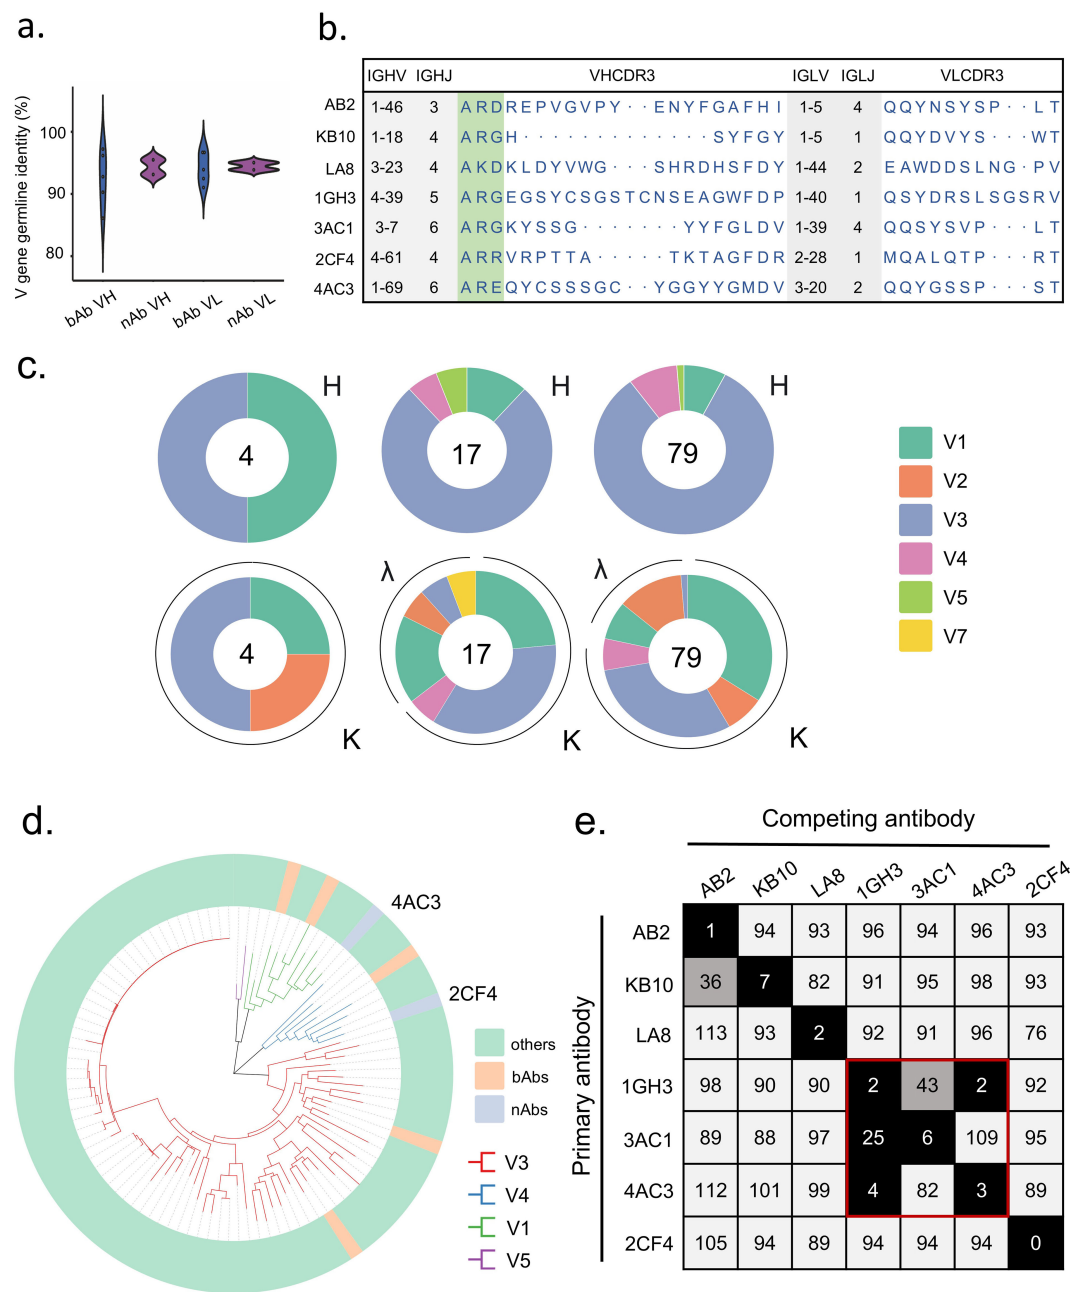 a.
V gene germline identity (%)
100
90
80
bAb VH nAb VH bAb VL nAb VL
b.
IGHV IGHJ VHCDR3 IGLV IGLJ VLCDR3
AB2 1-46 3 ARDREPVGVPY··ENYFGAFHI 1-5 4 QQYNSYSP··LT
KB10 1-18 4 ARGH·············SYFGY 1-5 1 QQYDVYS··WT
LA8 3-23 4 AKDKLDYVWG···SHRDHSFDY 1-44 2 EAWDDSLNG·PV
1GH3 4-39 5 ARGEGSYCSGSTCNSEAGWFDP 1-40 1 QSYDRSLSGSRV
3AC1 3-7 6 ARGKYSSG·······YYFGLDV 1-39 4 QQSYSVP··LT
2CF4 4-61 4 ARRVRPTTA·····TKTAGFDR 2-28 1 MQALQTP···RT
4AC3 1-69 6 AREQYCSSSGC··YGGYYGMDV 3-20 2 QQYGSSP···ST
c.
H H H
4 17 79
λ λ
4 17 79
K K K
V1
V2
V3
V4
V5
V7
d.
4AC3
2CF4
others
bAbs
nAbs
V3
V4
V1
V5
e.
Competing antibody
AB2 KB10 LA8 1GH3 3AC1 4AC3 2CF4
Primary antibody
AB2 1 94 93 96 94 96 93
KB10 36 7 82 91 95 98 93
LA8 113 93 2 92 91 96 76
1GH3 98 90 90 2 43 2 92
3AC1 89 88 97 25 6 109 95
4AC3 112 101 99 4 82 3 89
2CF4 105 94 89 94 94 94 0